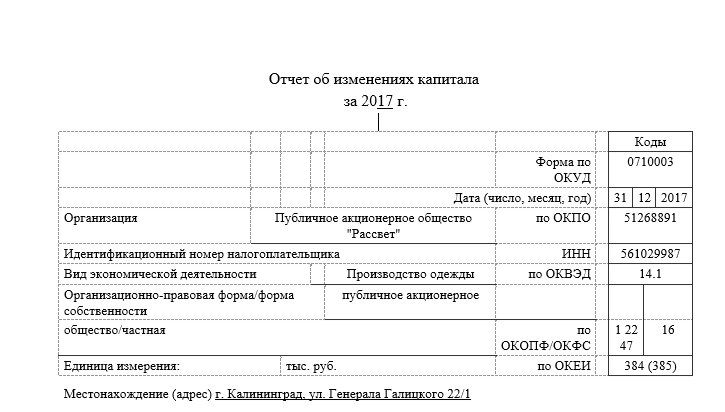 Отчет об изменениях капитала
за 2017 г.
Коды
Форма по ОКУД 0710003
Дата (число, месяц, год) 31 12 2017
Организация Публичное акционерное общество "Рассвет" по ОКПО 51268891
Идентификационный номер налогоплательщика ИНН 561029987
Вид экономической деятельности Производство одежды по ОКВЭД 14.1
Организационно-правовая форма/форма собственности публичное акционерное
общество/частная по ОКОПФ/ОКФС 1 22 47 16
Единица измерения: тыс. руб. по ОКЕИ 384 (385)
Местонахождение (адрес) г. Калининград, ул. Генерала Галицкого 22/1